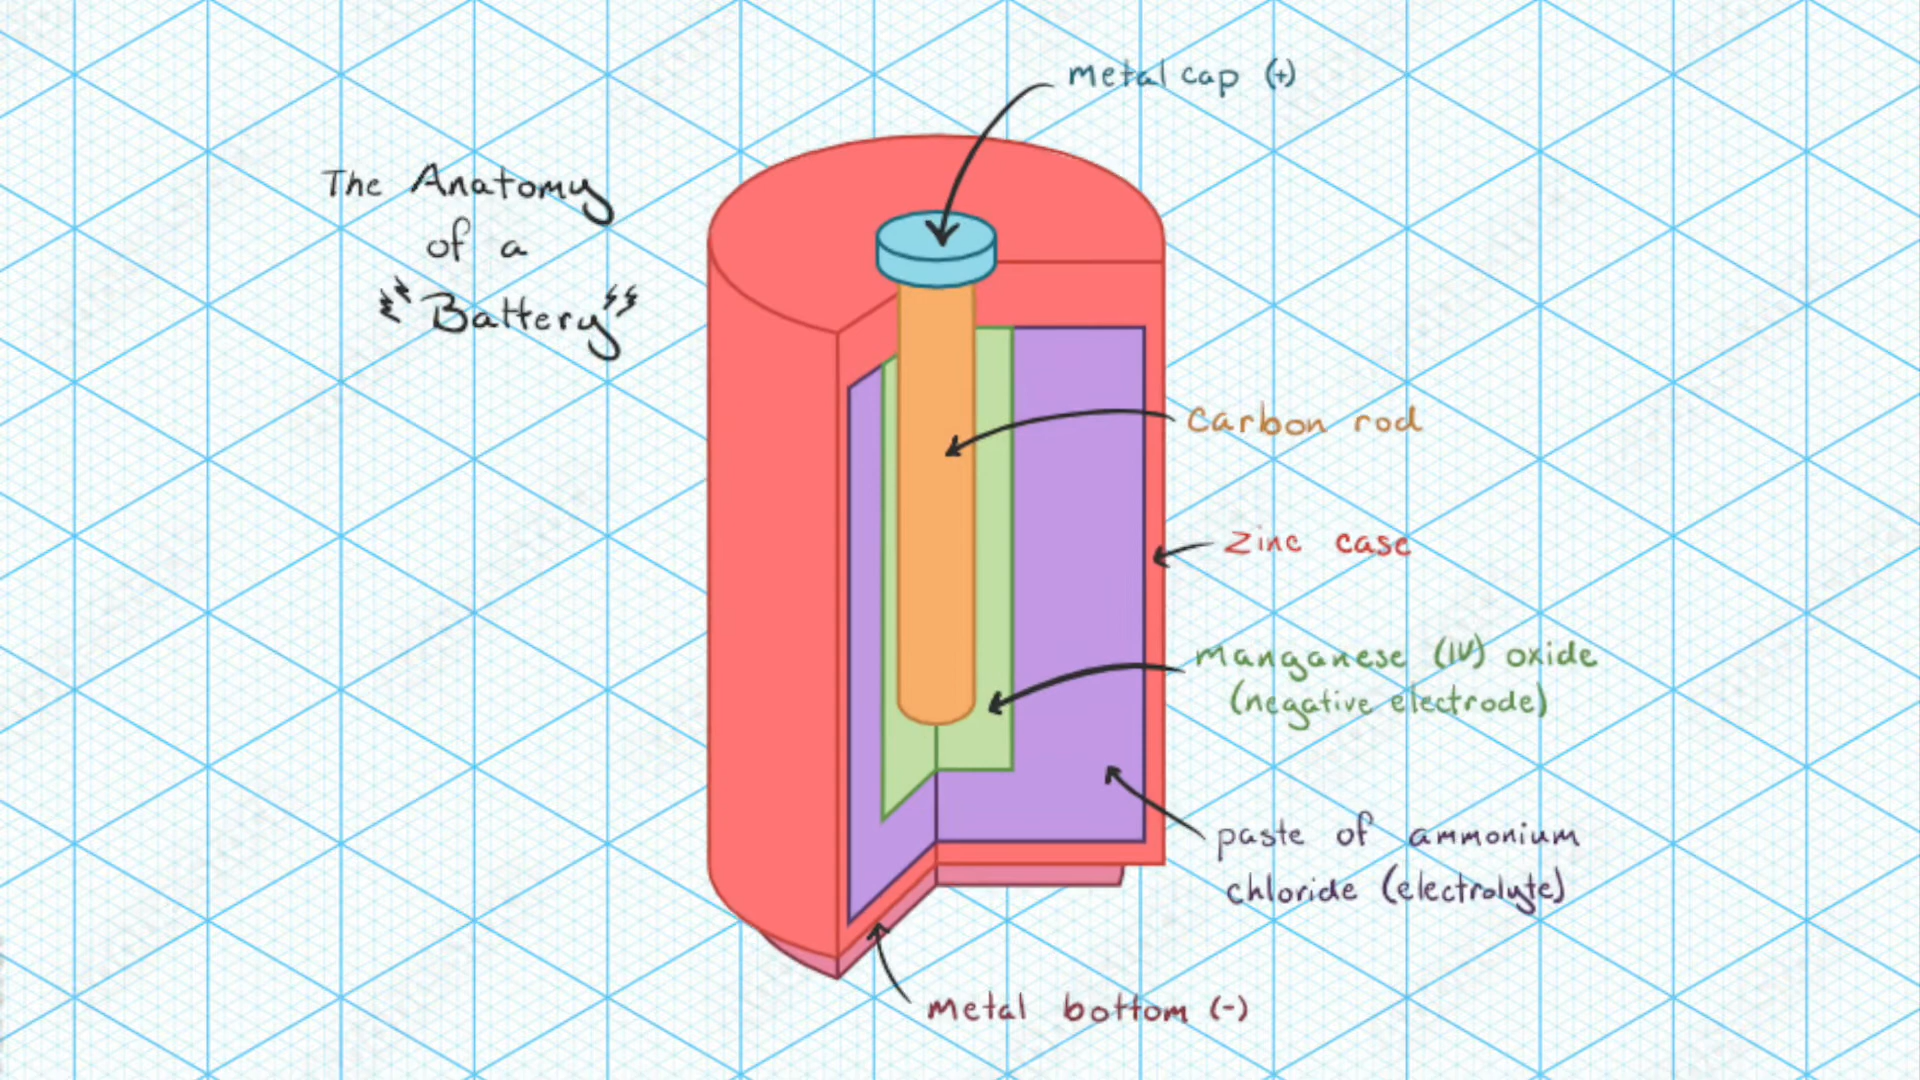 metal cap (+)
The Anatomy
of a
"Battery"
carbon rod
zinc case
manganese (IV) oxide
(negative electrode)
paste of ammonium
chloride (electrolyte)
metal bottom (-)